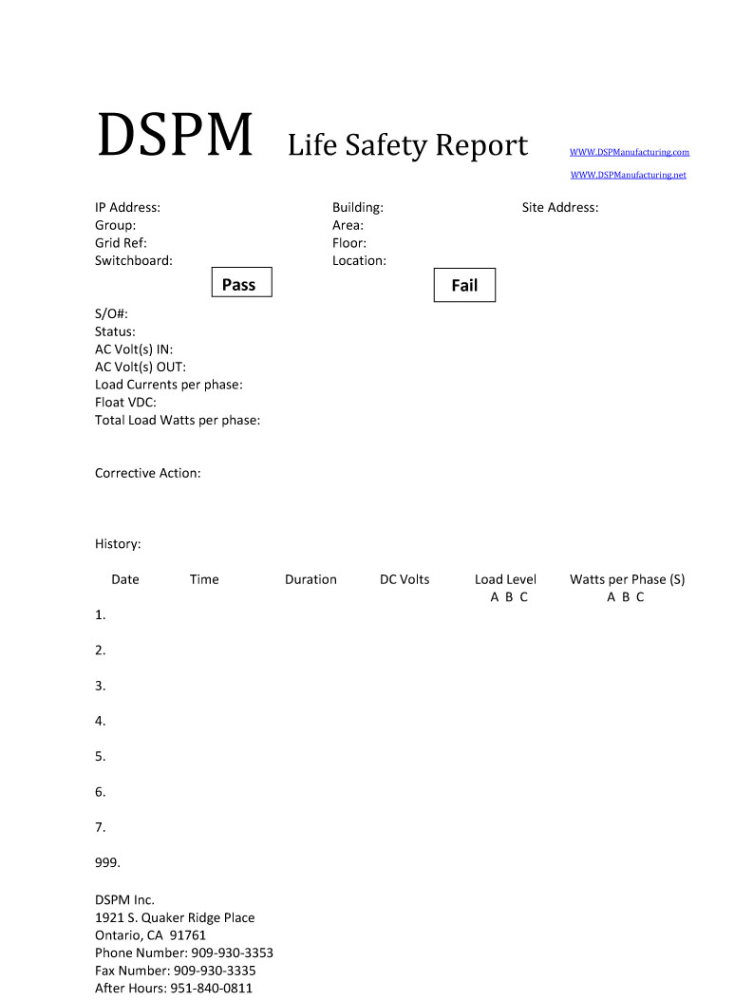 DSPM Life Safety Report WWW.DSPManufacturing.com
WWW.DSPManufacturing.net
IP Address: Building: Site Address:
Group: Area:
Grid Ref: Floor:
Switchboard: Location:
Pass Fail
S/O#:
Status:
AC Volt(s) IN:
AC Volt(s) OUT:
Load Currents per phase:
Float VDC:
Total Load Watts per phase:
Corrective Action:
History:
Date Time Duration DC Volts Load Level Watts per Phase (S)
A B C A B C
1.
2.
3.
4.
5.
6.
7.
999.
DSPM Inc.
1921 S. Quaker Ridge Place
Ontario, CA 91761
Phone Number: 909-930-3353
Fax Number: 909-930-3335
After Hours: 951-840-0811